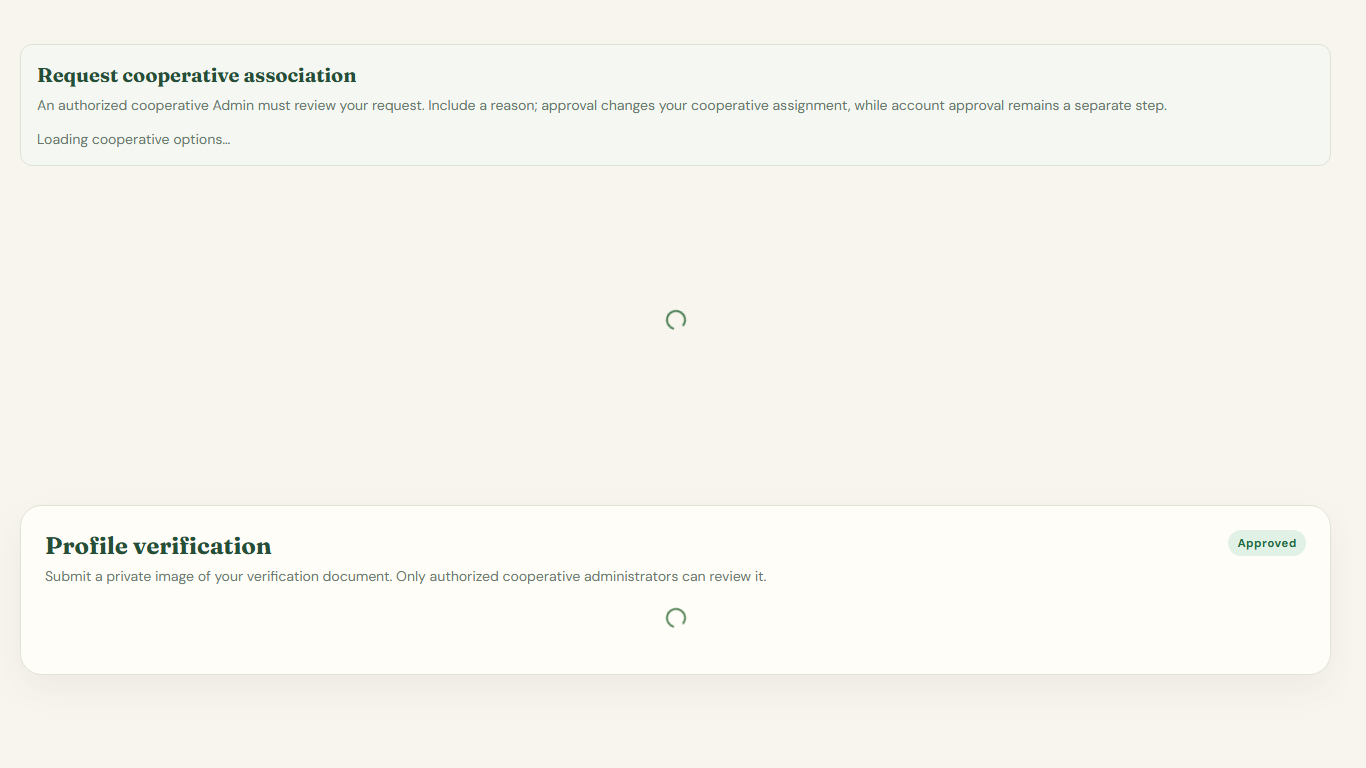 Request cooperative association
An authorized cooperative Admin must review your request. Include a reason; approval changes your cooperative assignment, while account approval remains a separate step.
Loading cooperative options…
Profile verification
Approved
Submit a private image of your verification document. Only authorized cooperative administrators can review it.